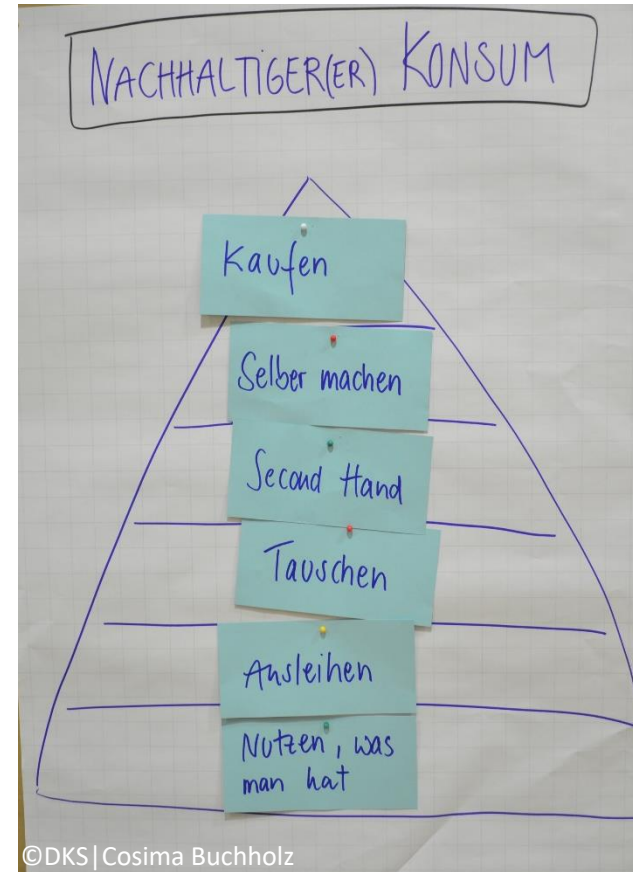 NACHHALTIGER(ER) KONSUM
Kaufen
Selber machen
Second Hand
Tauschen
Ausleihen
Nutzen, was
man hat
©DKS|Cosima Buchholz